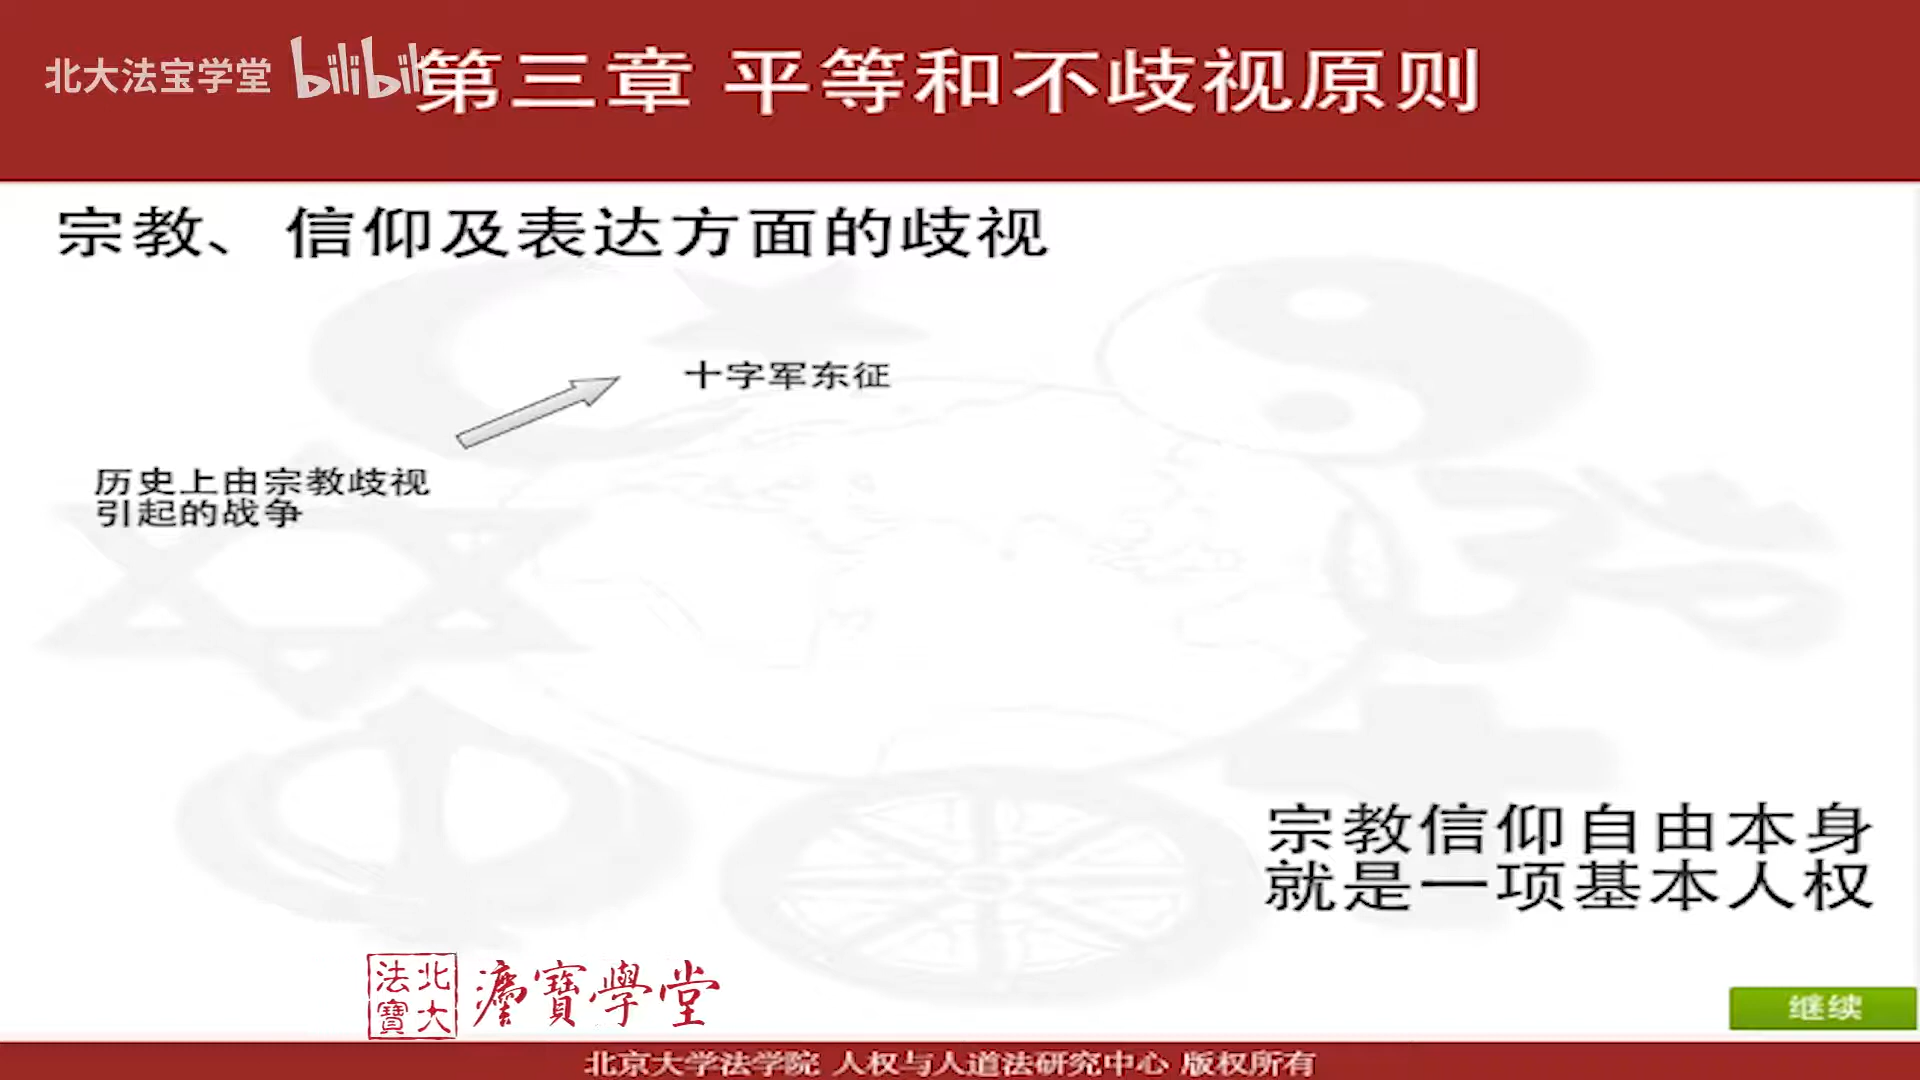 北大法宝学堂 bilibili
第三章 平等和不歧视原则
宗教、信仰及表达方面的歧视
十字军东征
历史上由宗教歧视
引起的战争
宗教信仰自由本身
就是一项基本人权
北大
法寶
灋寶學堂
继续
北京大学法学院 人权与人道法研究中心 版权所有